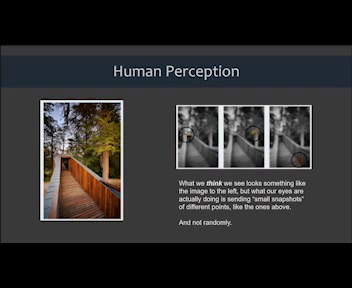 Human Perception
What we think we see looks something like
the image to the left, but what our eyes are
actually doing is sending “small snapshots”
of different points, like the ones above.
And not randomly.